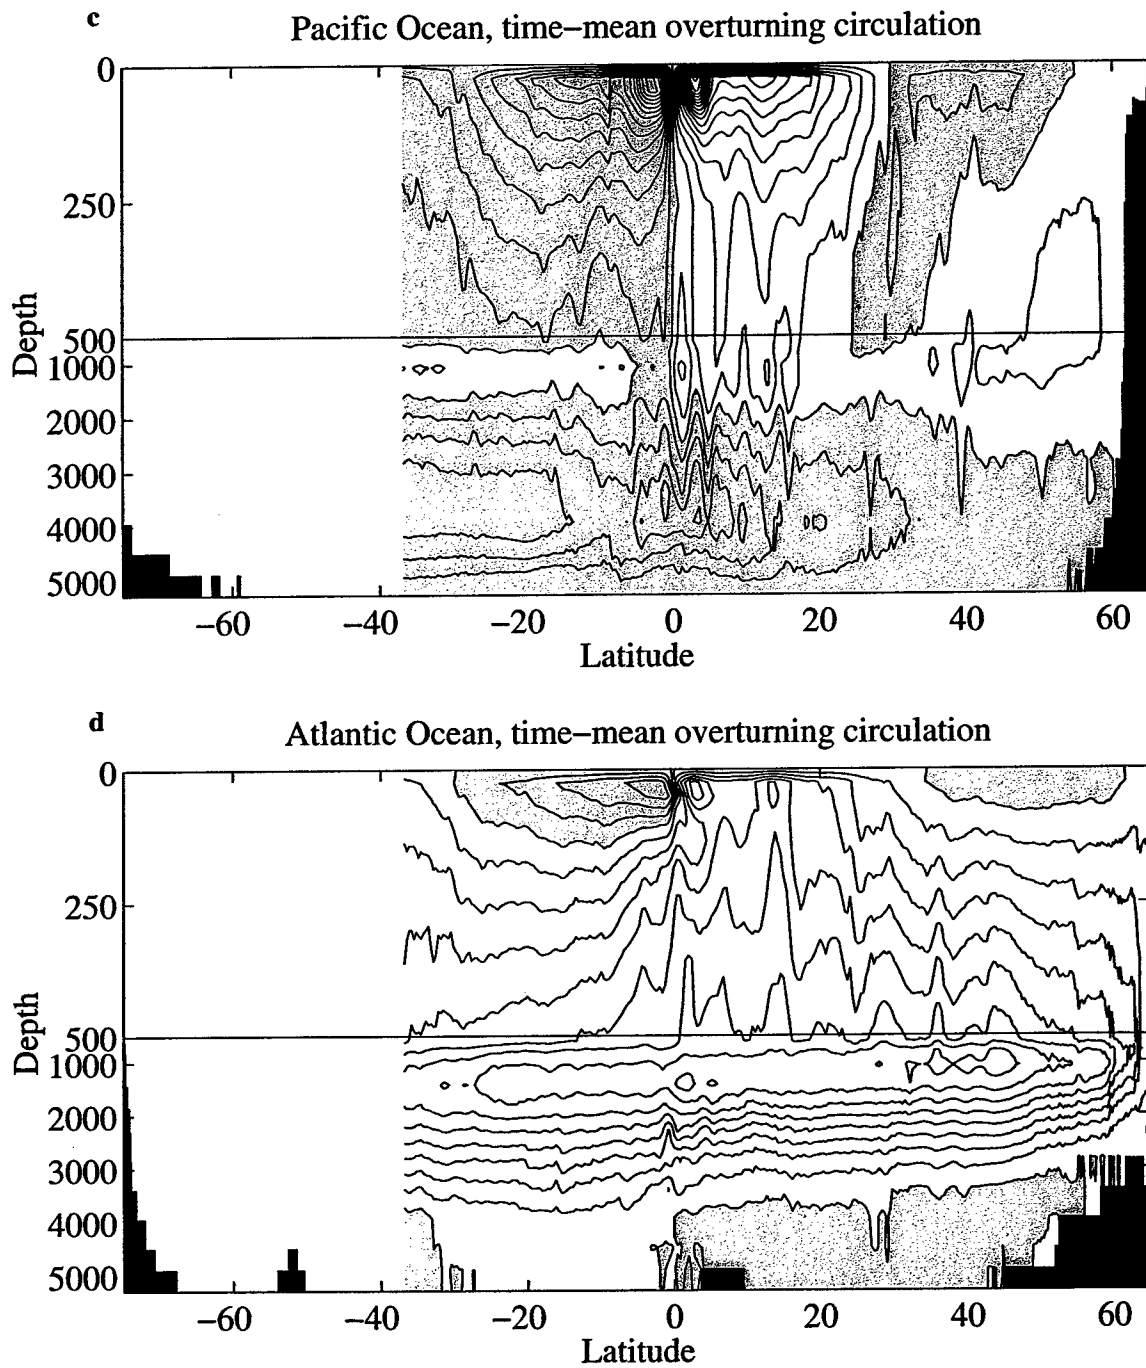 c
Pacific Ocean, time−mean overturning circulation
0
250
500
1000
2000
3000
4000
5000
Depth
−60 −40 −20 0 20 40 60
Latitude
d
Atlantic Ocean, time−mean overturning circulation
0
250
500
1000
2000
3000
4000
5000
Depth
−60 −40 −20 0 20 40 60
Latitude